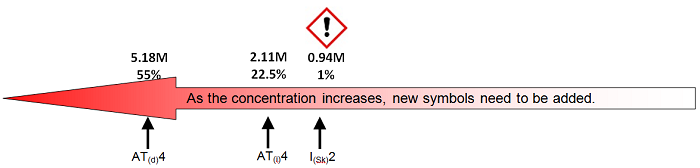 !
5.18M 2.11M 0.94M
55% 22.5% 1%
As the concentration increases, new symbols need to be added.
AT(d)4 AT(i)4 I(Sk)2